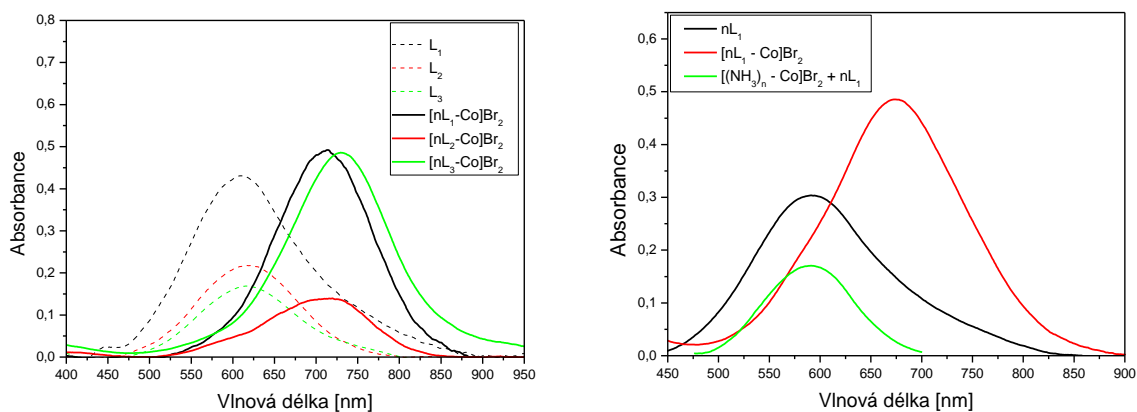 0,8
0,7
0,6
0,5
0,4
0,3
0,2
0,1
0,0
Absorbance
400 450 500 550 600 650 700 750 800 850 900 950
Vlnová délka [nm]
L₁
L₂
L₃
[nL₁-Co]Br₂
[nL₂-Co]Br₂
[nL₃-Co]Br₂
0,6
0,5
0,4
0,3
0,2
0,1
0,0
Absorbance
450 500 550 600 650 700 750 800 850 900
Vlnová délka [nm]
nL₁
[nL₁ - Co]Br₂
[(NH₃)ₙ - Co]Br₂ + nL₁